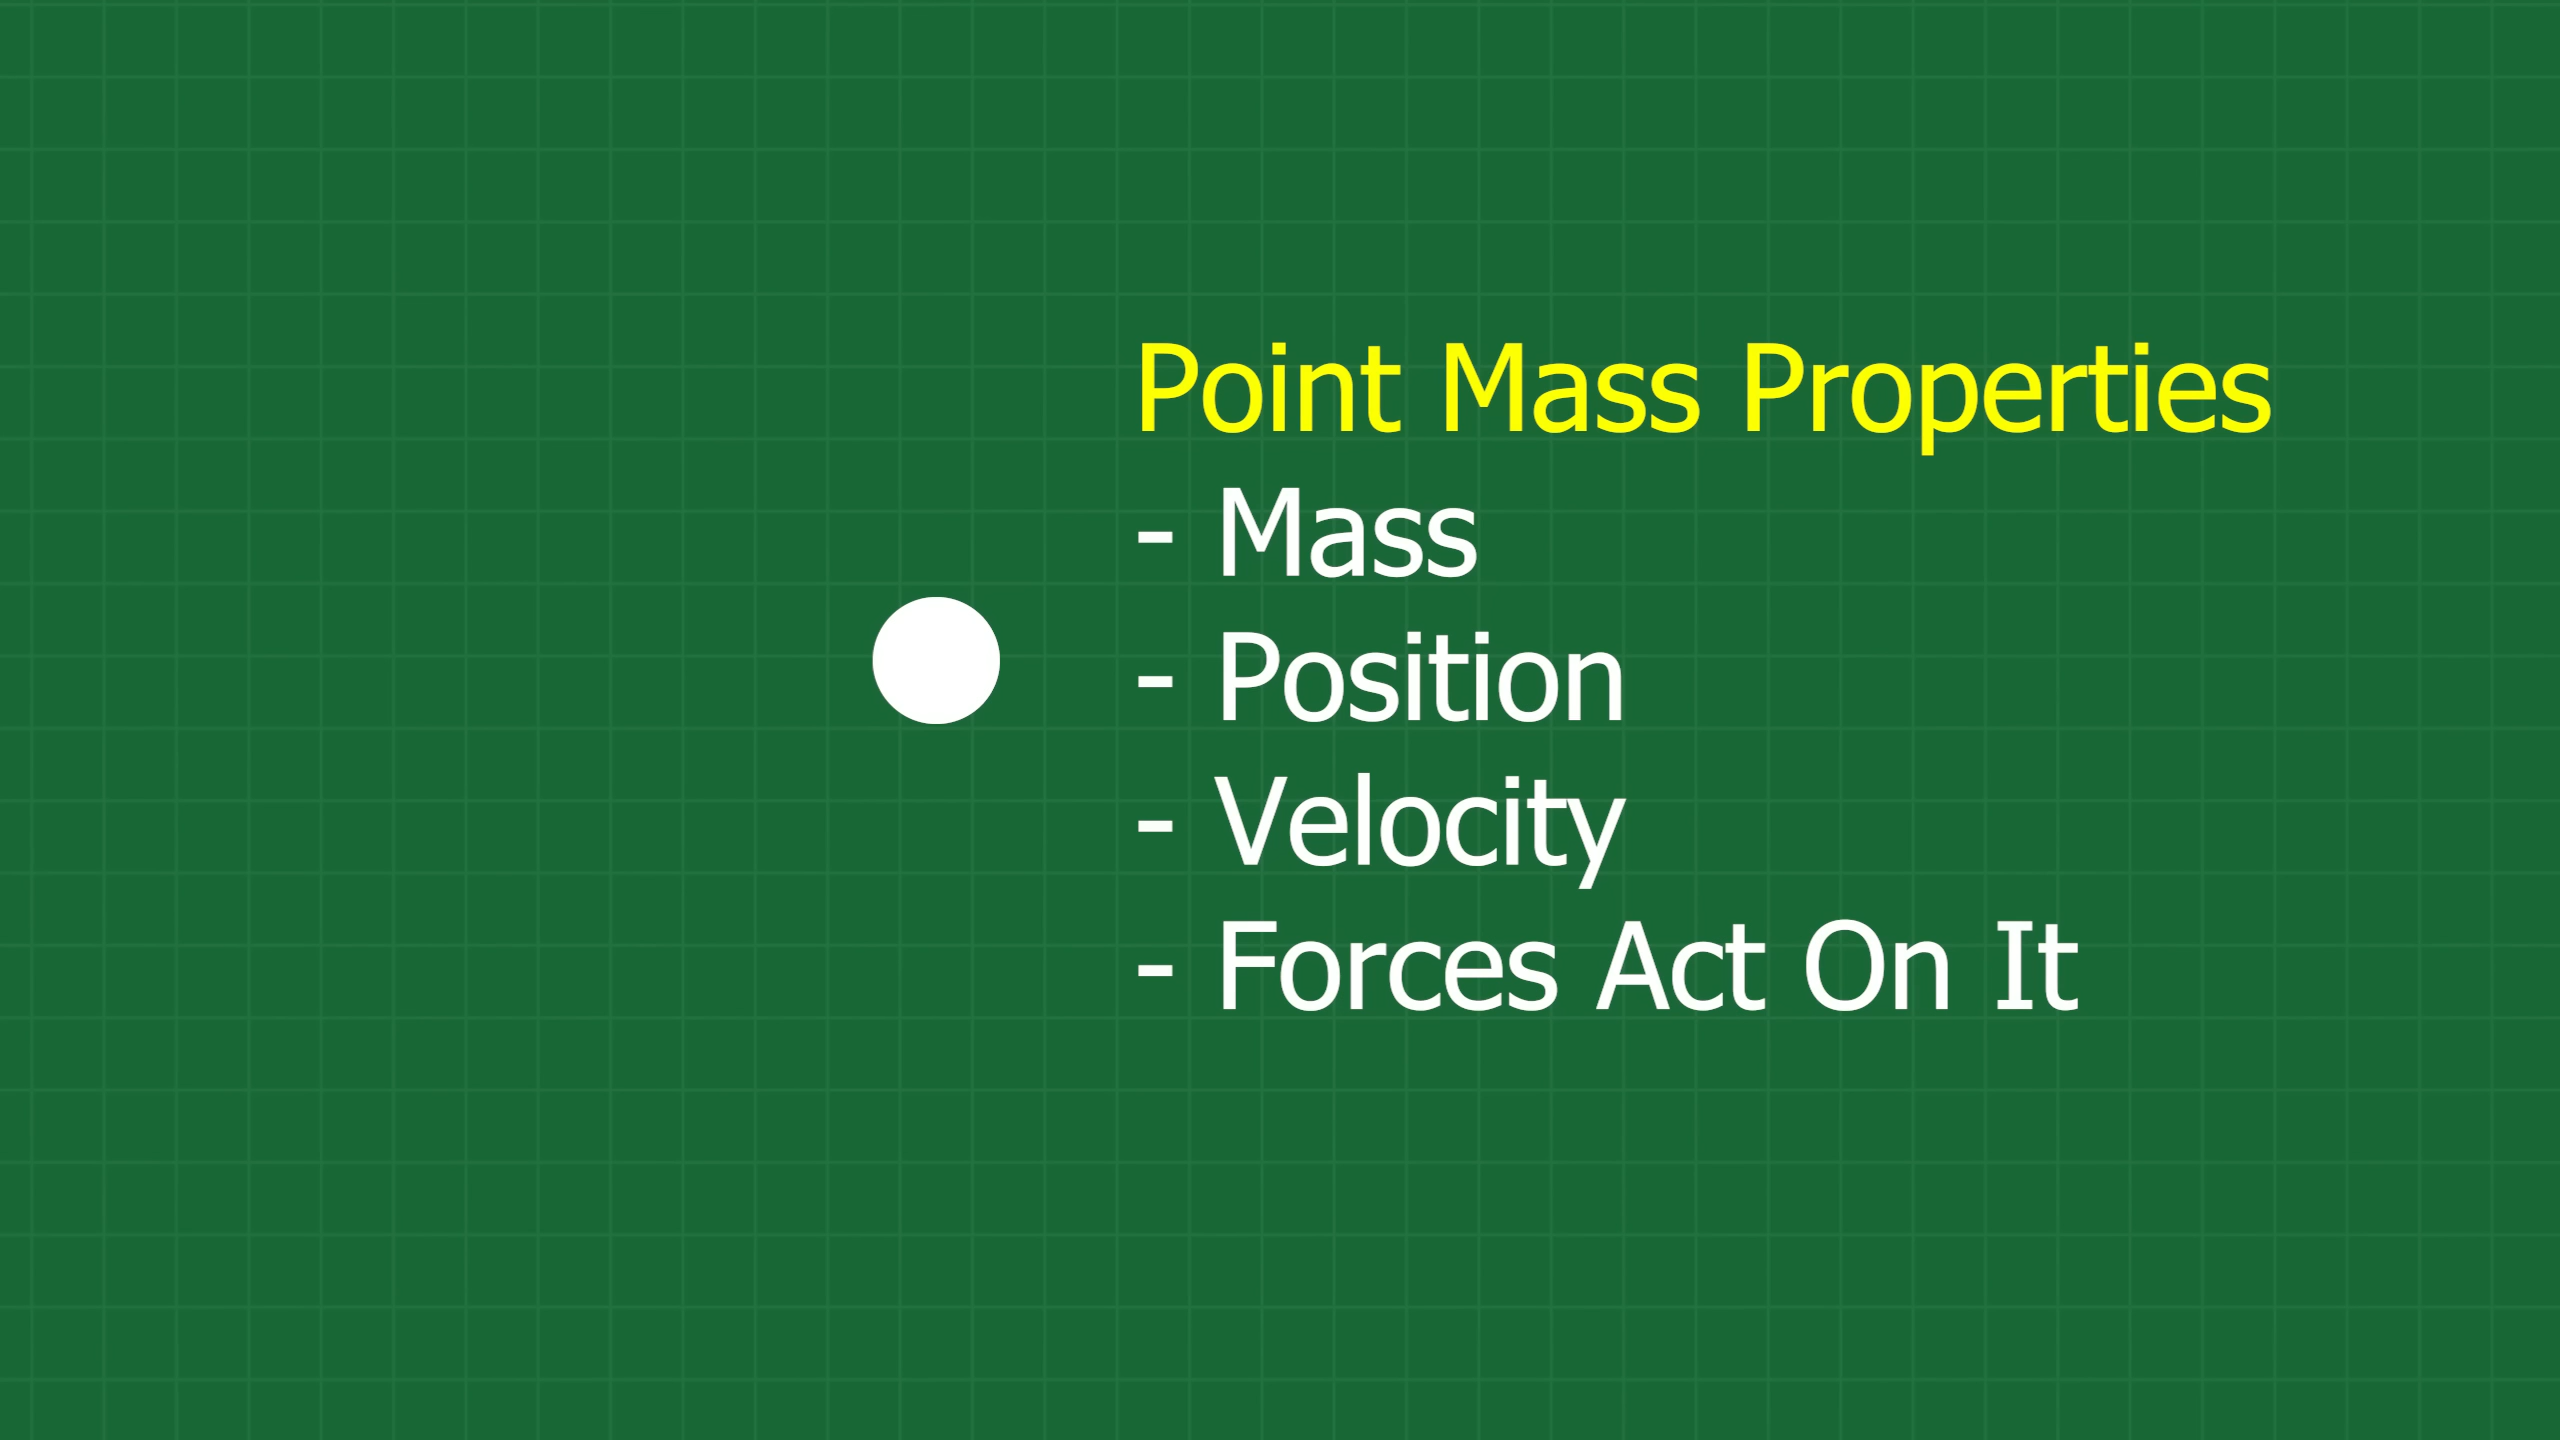 Point Mass Properties
- Mass
- Position
- Velocity
- Forces Act On It